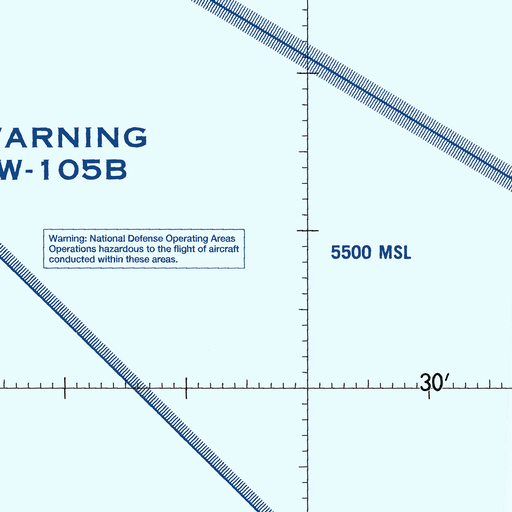 ARNING
W-105B
Warning: National Defense Operating Areas
Operations hazardous to the flight of aircraft
conducted within these areas.
5500 MSL
30′